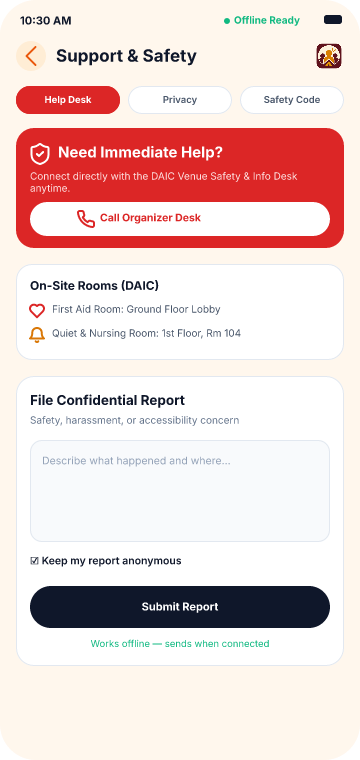 10:30 AM
Offline Ready
Support & Safety
Help Desk
Privacy
Safety Code
Need Immediate Help?
Connect directly with the DAIC Venue Safety & Info Desk
anytime.
Call Organizer Desk
On-Site Rooms (DAIC)
First Aid Room: Ground Floor Lobby
Quiet & Nursing Room: 1st Floor, Rm 104
File Confidential Report
Safety, harassment, or accessibility concern
Describe what happened and where...
☑ Keep my report anonymous
Submit Report
Works offline — sends when connected